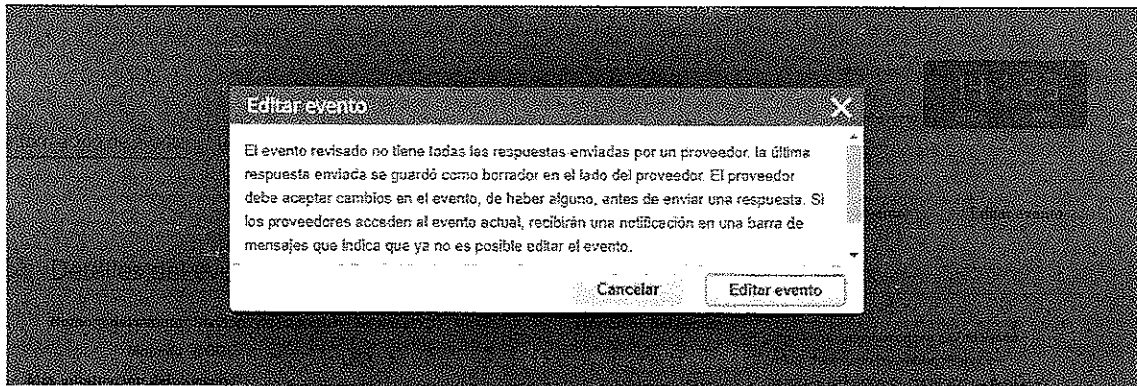 Editar evento
El evento revisado no tiene todas las respuestas enviadas por un proveedor, la última
respuesta enviada se guardó como borrador en el lado del proveedor. El proveedor
debe aceptar cambios en el evento, de haber alguno, antes de enviar una respuesta. Si
los proveedores acceden al evento actual, recibirán una notificación en una barra de
mensajes que indica que ya no es posible editar el evento.
Cancelar
Editar evento